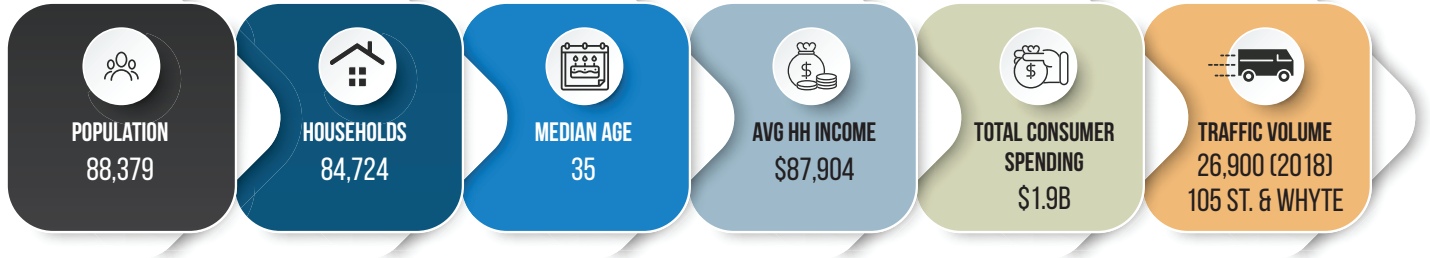 POPULATION
88,379
HOUSEHOLDS
84,724
MEDIAN AGE
35
$
AVG HH INCOME
$87,904
$
TOTAL CONSUMER
SPENDING
$1.9B
TRAFFIC VOLUME
26,900 (2018)
105 ST. & WHYTE